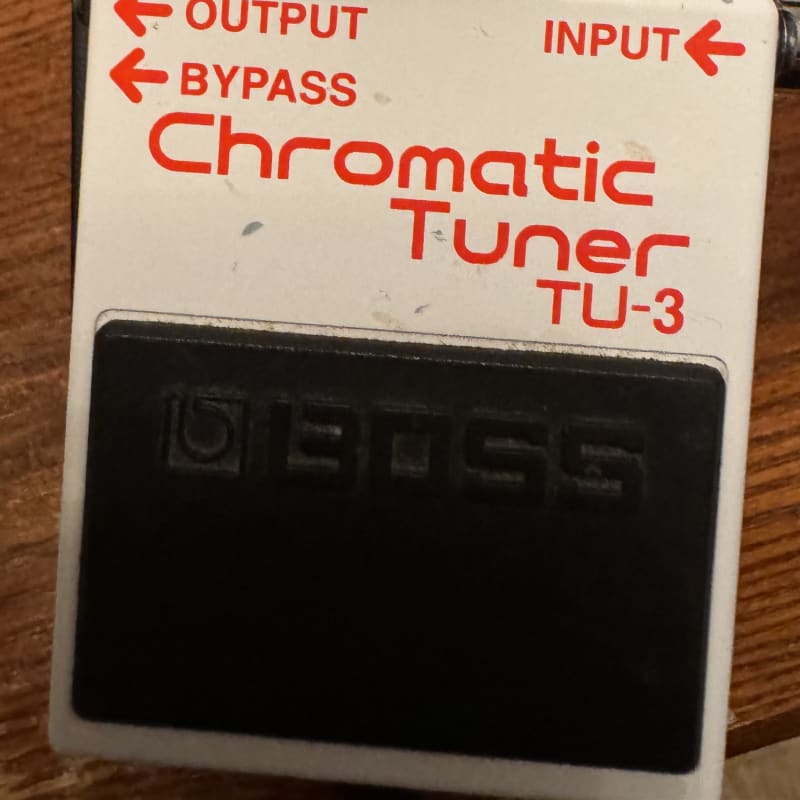 OUTPUT
INPUT
BYPASS
Chromatic
Tuner
TU-3
BOSS